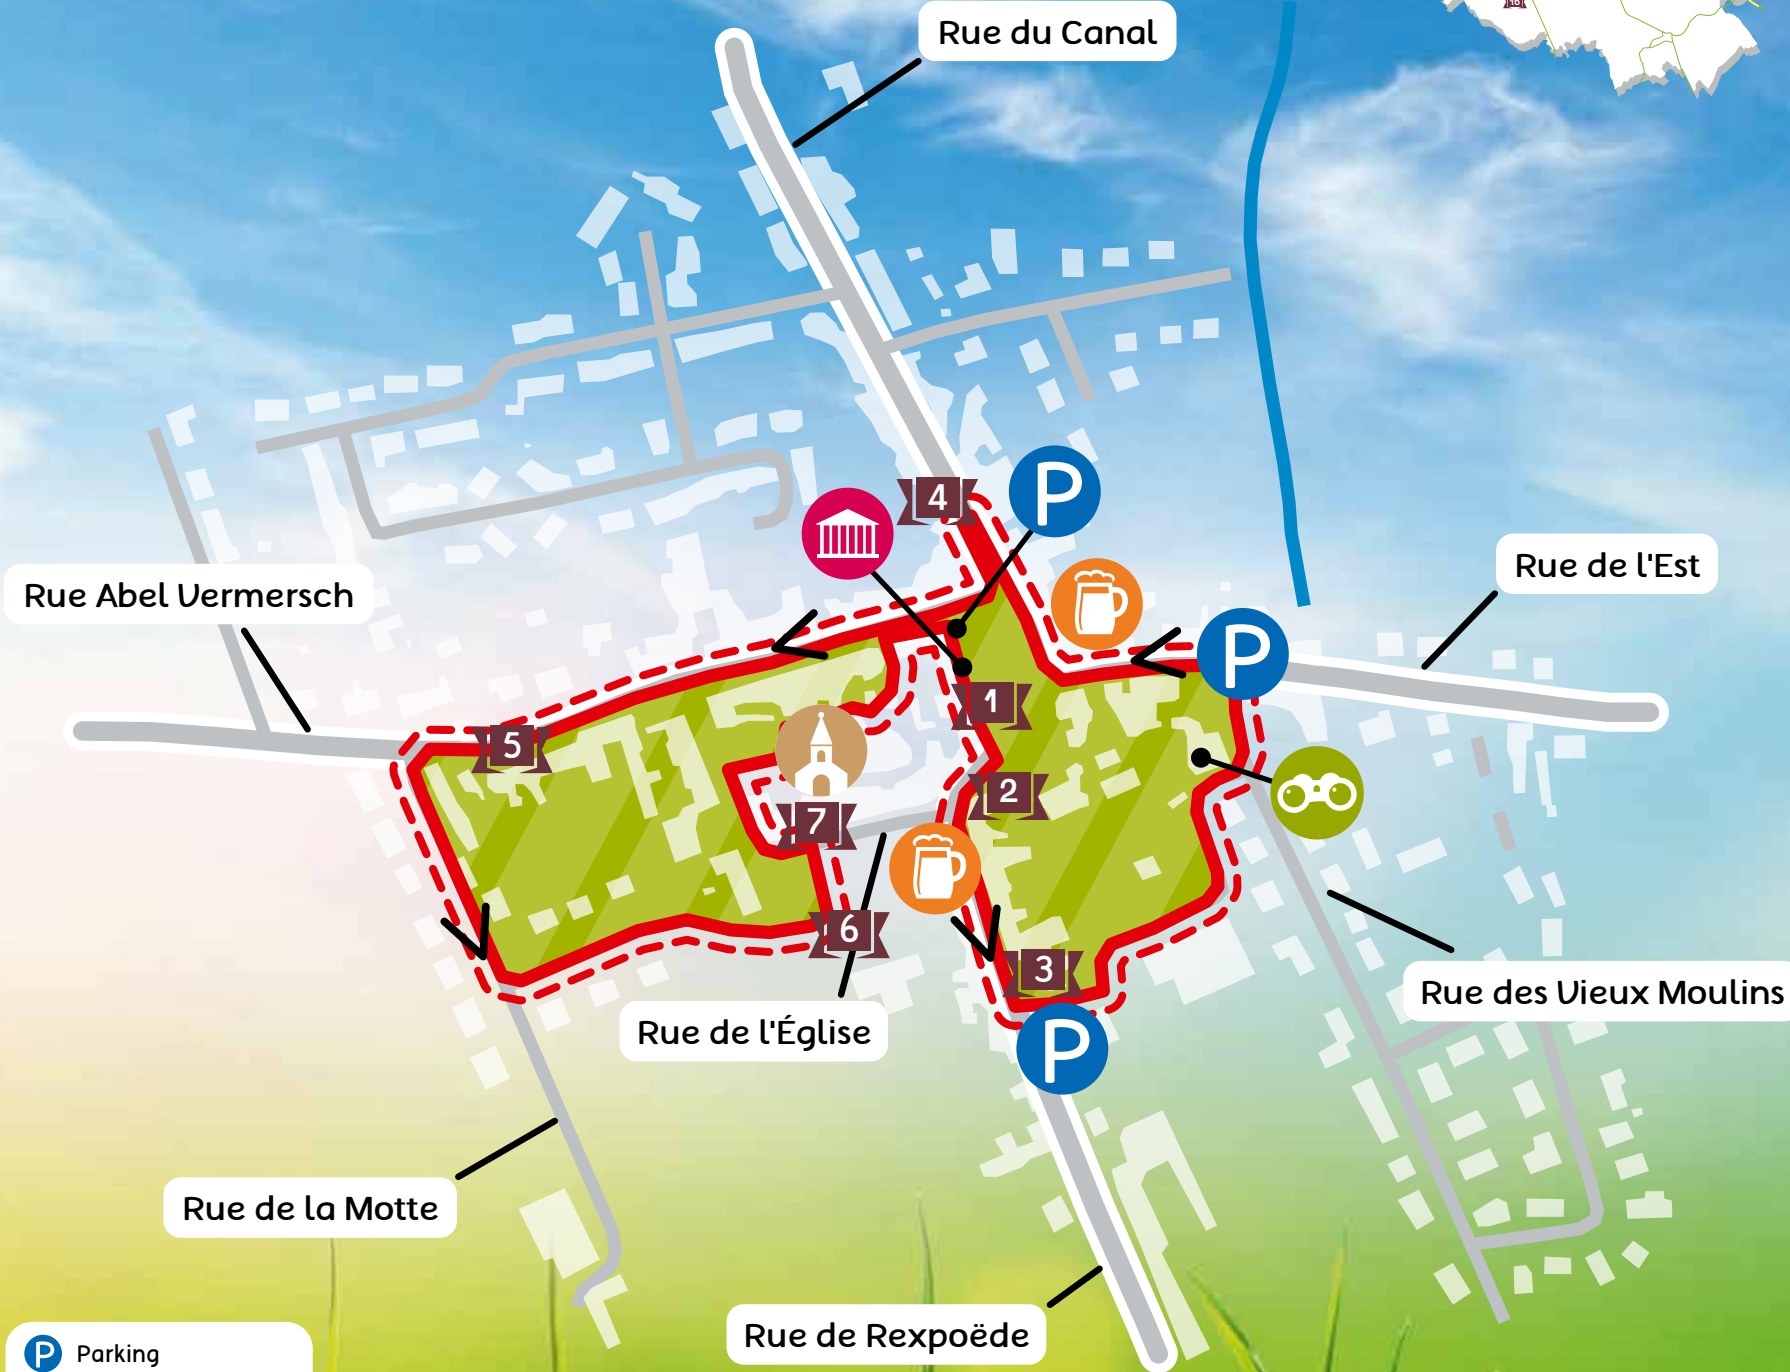 10
Rue du Canal
P
4
Rue de l'Est
Rue Abel Vermersch
P
1
5
2
7
6
3
Rue des Vieux Moulins
Rue de l'Église
P
Rue de la Motte
Rue de Rexpoëde
P Parking